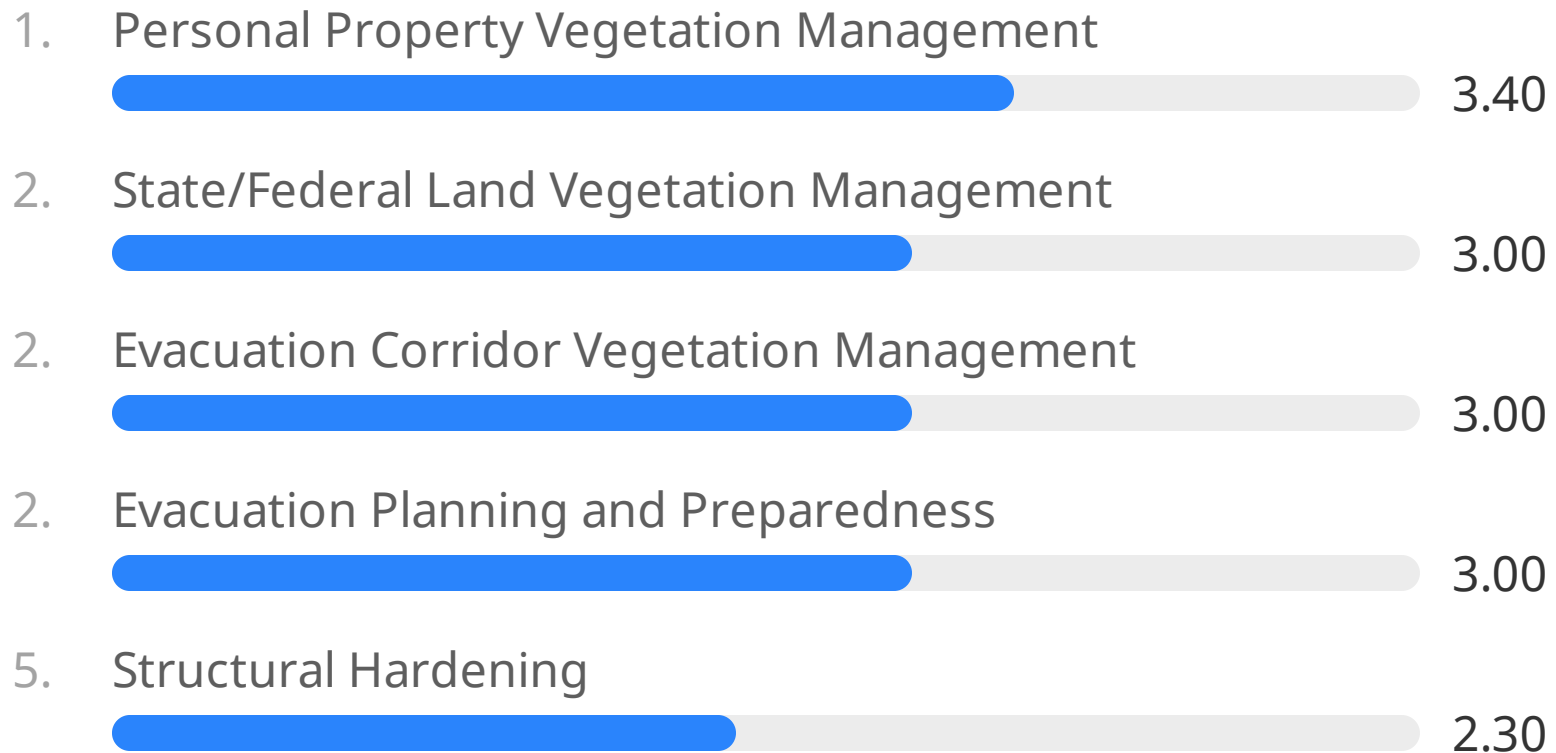 1. Personal Property Vegetation Management
3.40
2. State/Federal Land Vegetation Management
3.00
2. Evacuation Corridor Vegetation Management
3.00
2. Evacuation Planning and Preparedness
3.00
5. Structural Hardening
2.30